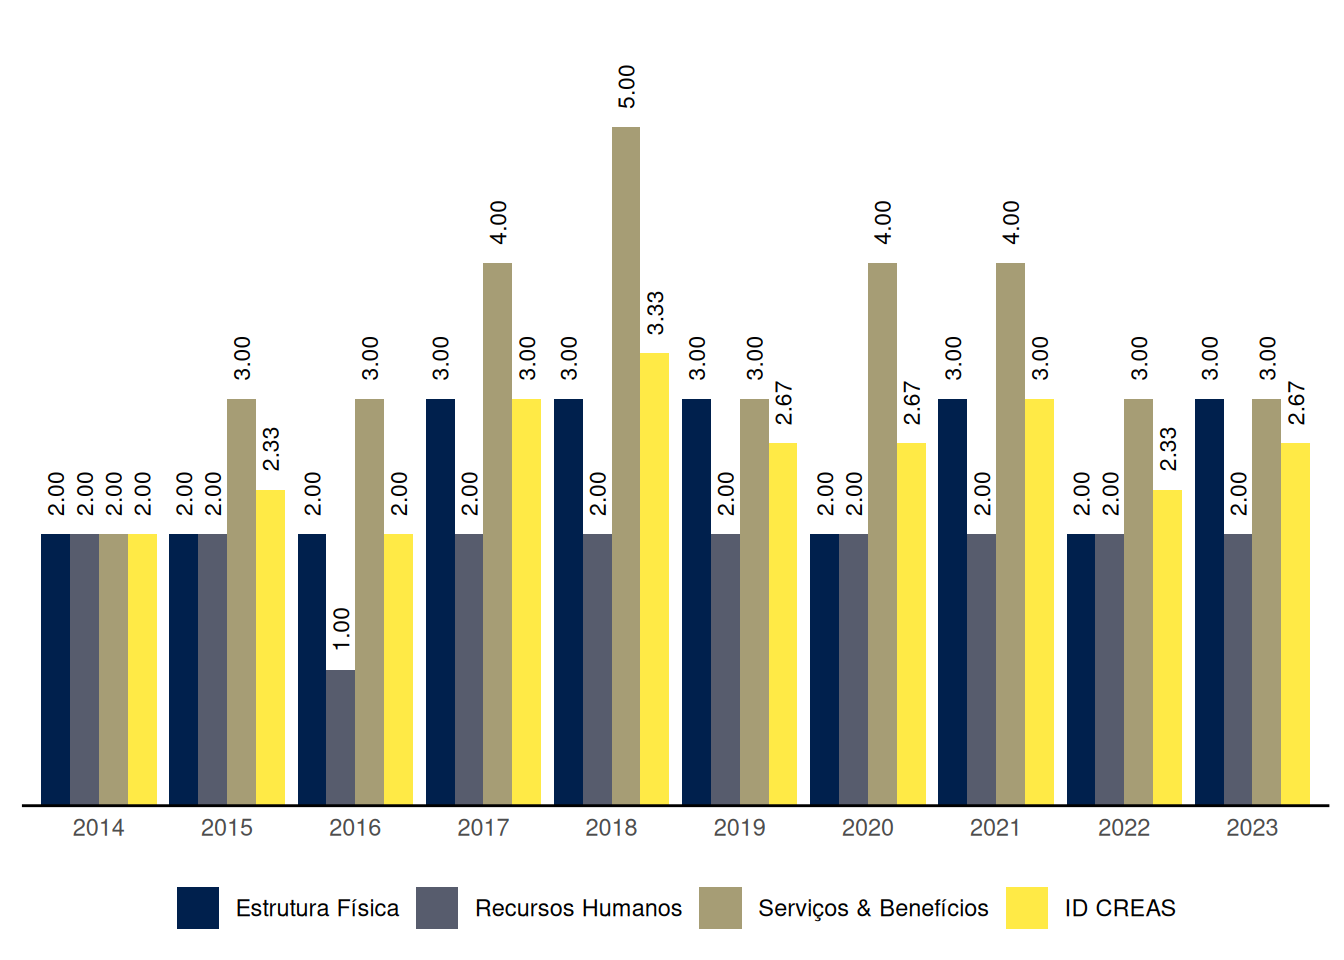 5.00
4.00 4.00 4.00
3.33
3.00 3.00 3.00 3.00 3.00 3.00 3.00 3.00 3.00 3.00 3.00 3.00
2.67 2.67 2.67
2.33 2.33
2.00 2.00 2.00 2.00 2.00 2.00 2.00 2.00 2.00 2.00 2.00 2.00 2.00 2.00 2.00 2.00 2.00
1.00
2014 2015 2016 2017 2018 2019 2020 2021 2022 2023
Estrutura Física Recursos Humanos Serviços & Benefícios ID CREAS